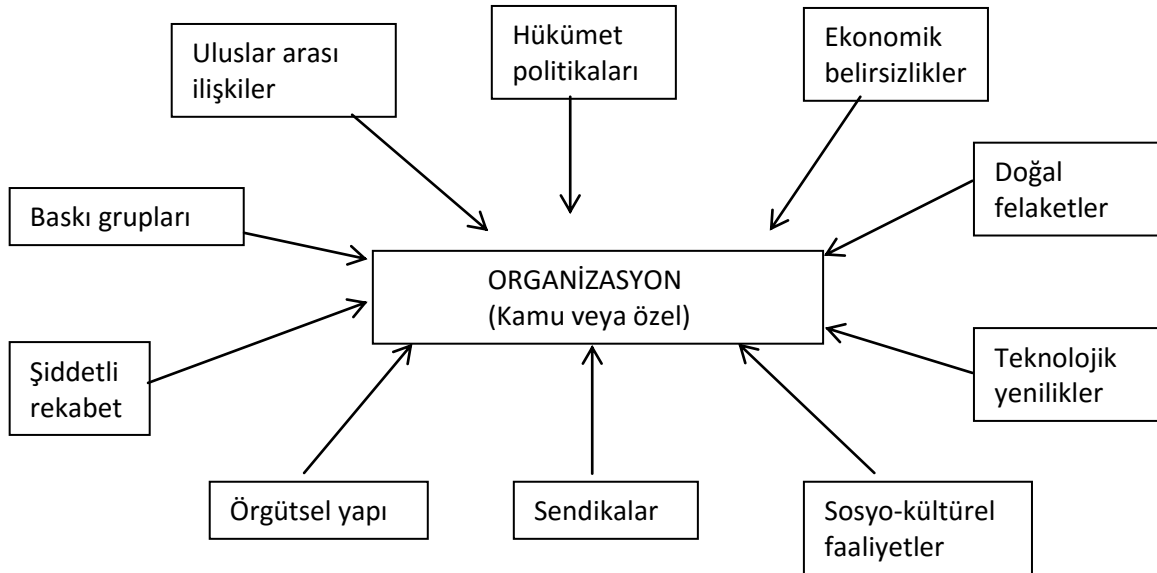 Uluslar arası
ilişkiler
Hükümet
politikaları
Ekonomik
belirsizlikler
Doğal
felaketler
Baskı grupları
ORGANİZASYON
(Kamu veya özel)
Şiddetli
rekabet
Teknolojik
yenilikler
Örgütsel yapı
Sendikalar
Sosyo-kültürel
faaliyetler